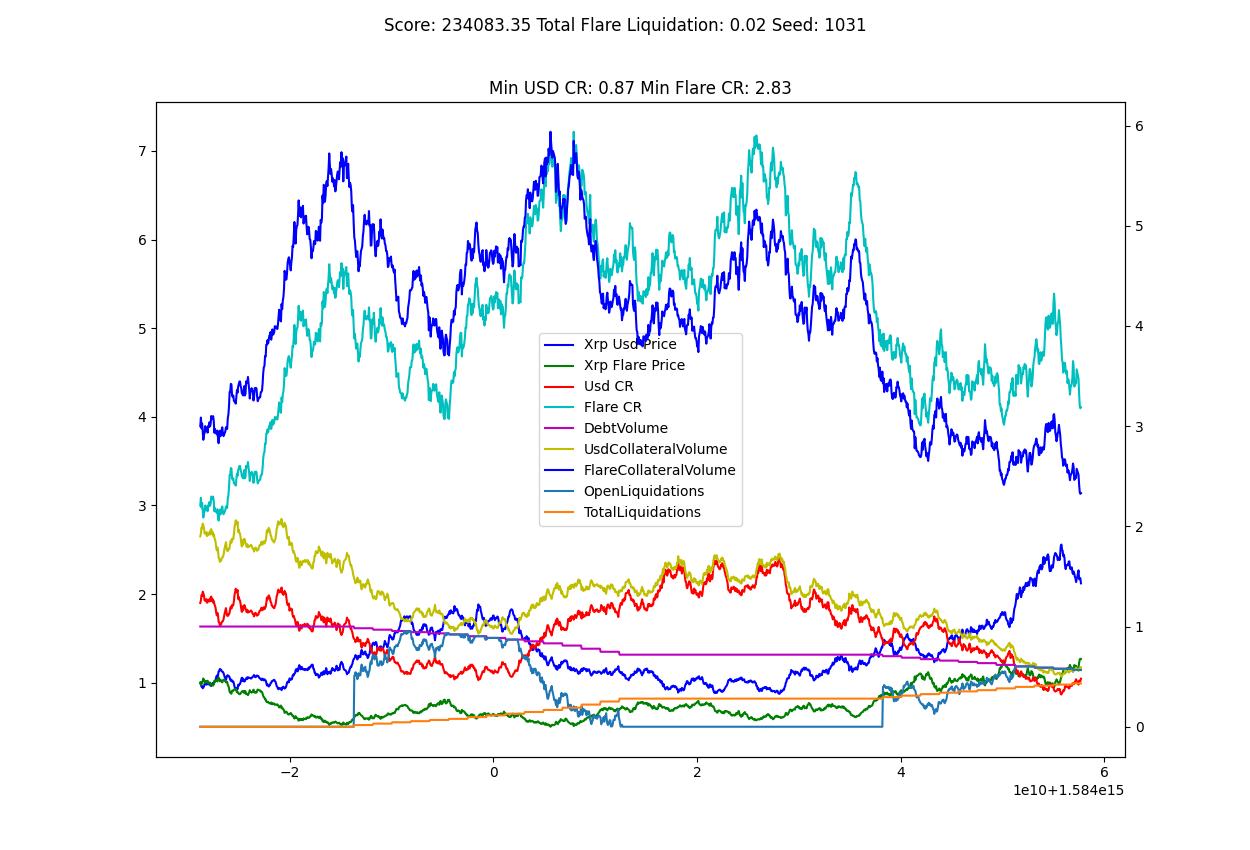 Score: 234083.35 Total Flare Liquidation: 0.02 Seed: 1031
Min USD CR: 0.87 Min Flare CR: 2.83
7
6
5
4
3
2
1
6
5
4
3
2
1
0
Xrp Usd Price
Xrp Flare Price
Usd CR
Flare CR
DebtVolume
UsdCollateralVolume
FlareCollateralVolume
OpenLiquidations
TotalLiquidations
−2 0 2 4 6
1e10+1.584e15